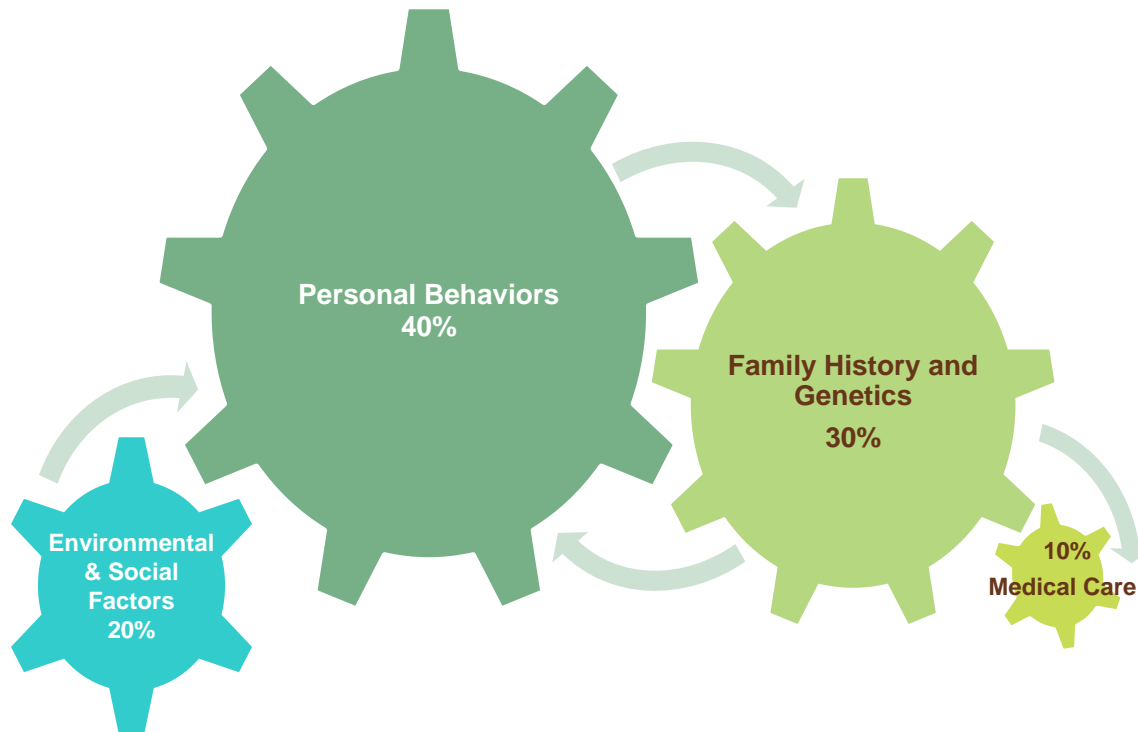 Personal Behaviors
40%
Family History and
Genetics
30%
Environmental
& Social
Factors
20%
10%
Medical Care